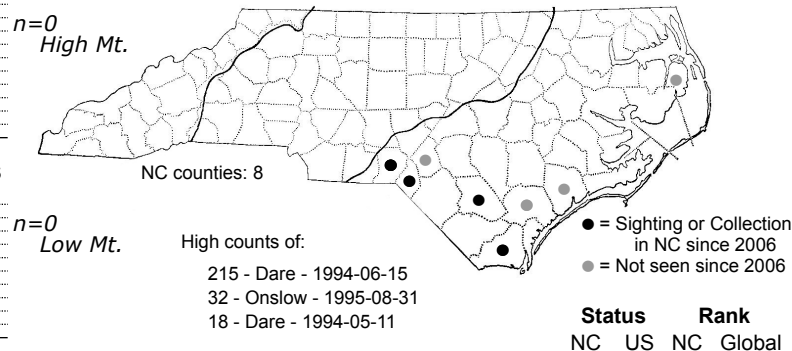 n=0
High Mt.
NC counties: 8
n=0
Low Mt.
High counts of:
215 - Dare - 1994-06-15
32 - Onslow - 1995-08-31
18 - Dare - 1994-05-11
= Sighting or Collection
in NC since 2006
= Not seen since 2006
Status Rank
NC US NC Global